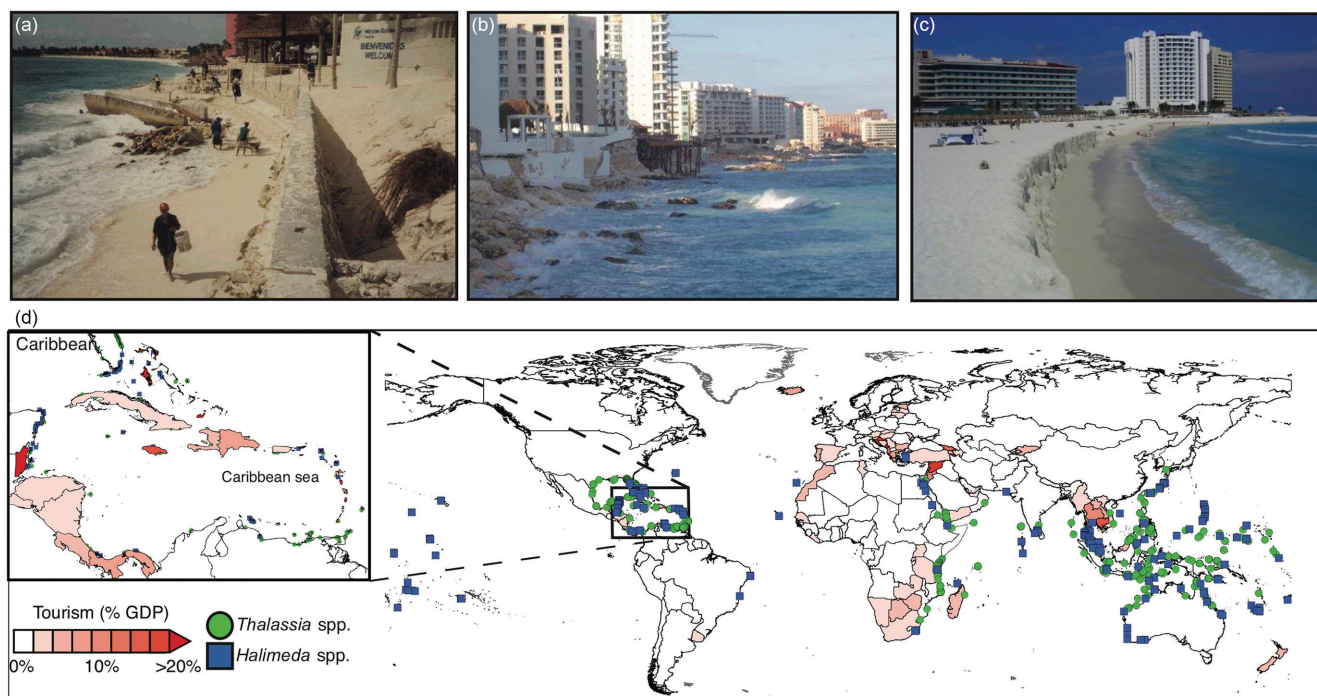 (a)
BIENVENIDOS
WELCOME
(b)
(c)
(d)
Caribbean
Caribbean sea
Tourism (% GDP)
0%
10%
>20%
Thalassia spp.
Halimeda spp.